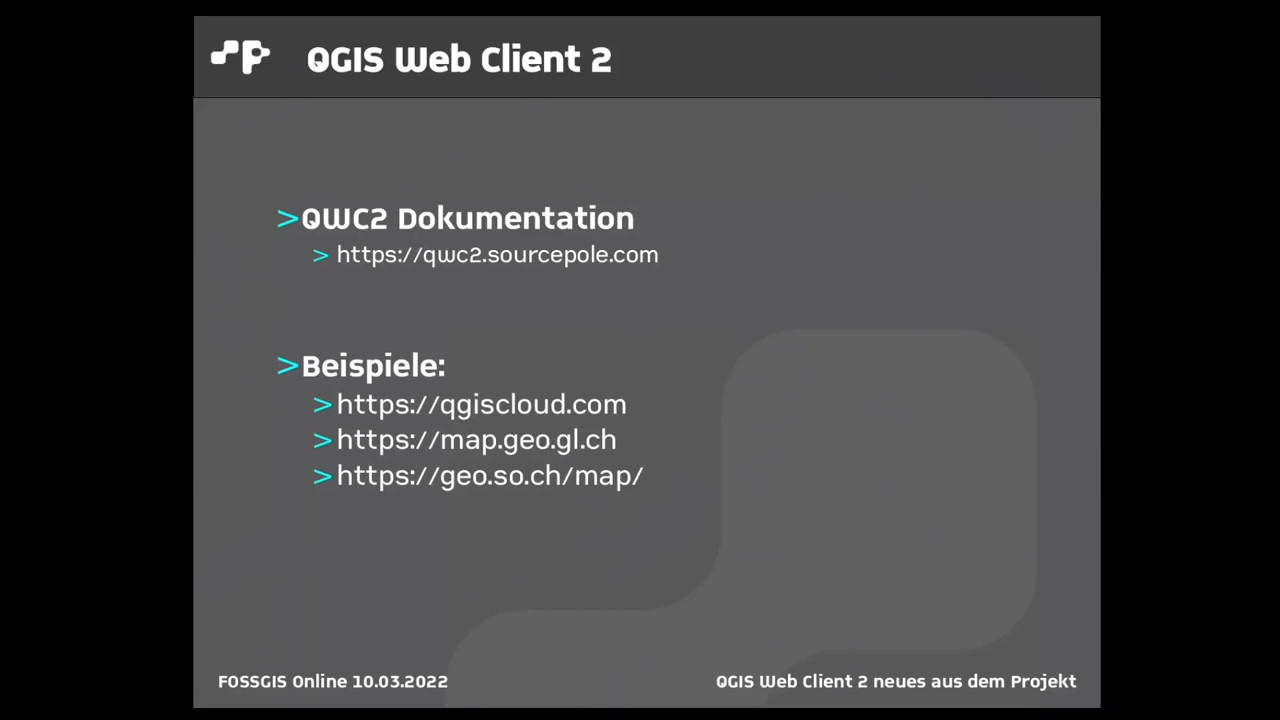 QGIS Web Client 2
>QWC2 Dokumentation
> https://qwc2.sourcepole.com
>Beispiele:
> https://qgiscloud.com
> https://map.geo.gl.ch
> https://geo.so.ch/map/
FOSSGIS Online 10.03.2022
QGIS Web Client 2 neues aus dem Projekt